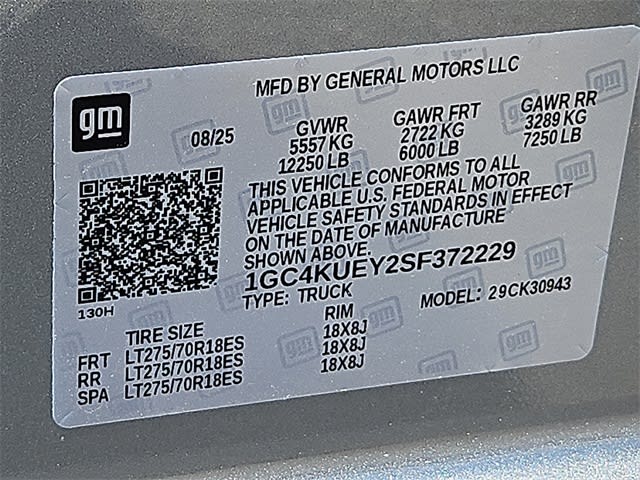 MFD BY GENERAL MOTORS LLC
gm
08/25
GVWR GAWR FRT GAWR RR
5557 KG 2722 KG 3289 KG
12250 LB 6000 LB 7250 LB
THIS VEHICLE CONFORMS TO ALL
APPLICABLE U.S. FEDERAL MOTOR
VEHICLE SAFETY STANDARDS IN EFFECT
ON THE DATE OF MANUFACTURE
SHOWN ABOVE.
1GC4KUEY2SF372229
TYPE: TRUCK MODEL: 29CK30943
130H
TIRE SIZE RIM
FRT LT275/70R18ES 18X8J
RR LT275/70R18ES 18X8J
SPA LT275/70R18ES 18X8J